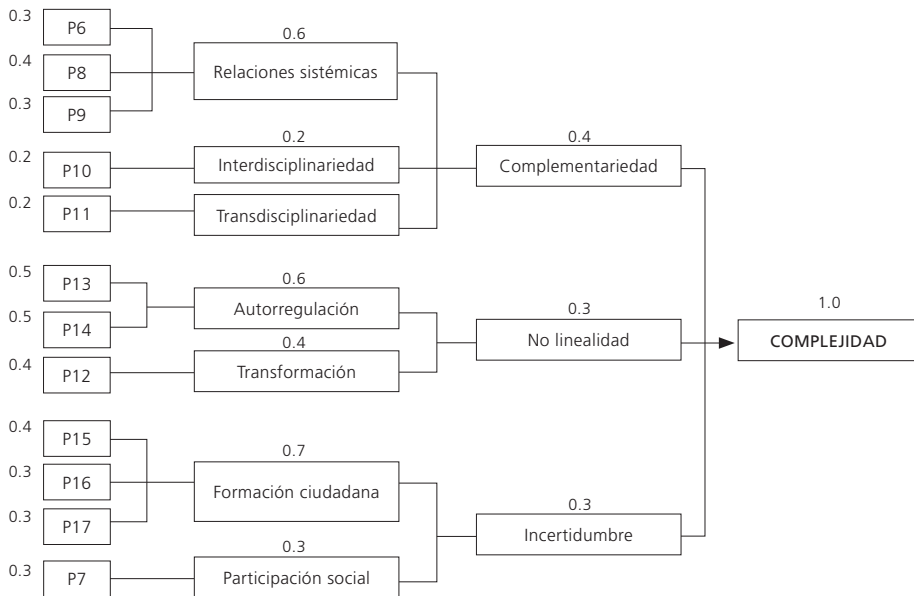 0.3
P6
0.4
P8
0.3
P9
0.6
Relaciones sistémicas
0.2
P10
0.2
Interdisciplinariedad
0.2
P11
Transdisciplinariedad
0.4
Complementariedad
0.5
P13
0.5
P14
0.6
Autorregulación
0.4
P12
0.4
Transformación
0.3
No linealidad
1.0
COMPLEJIDAD
0.4
P15
0.3
P16
0.3
P17
0.7
Formación ciudadana
0.3
P7
0.3
Participación social
0.3
Incertidumbre